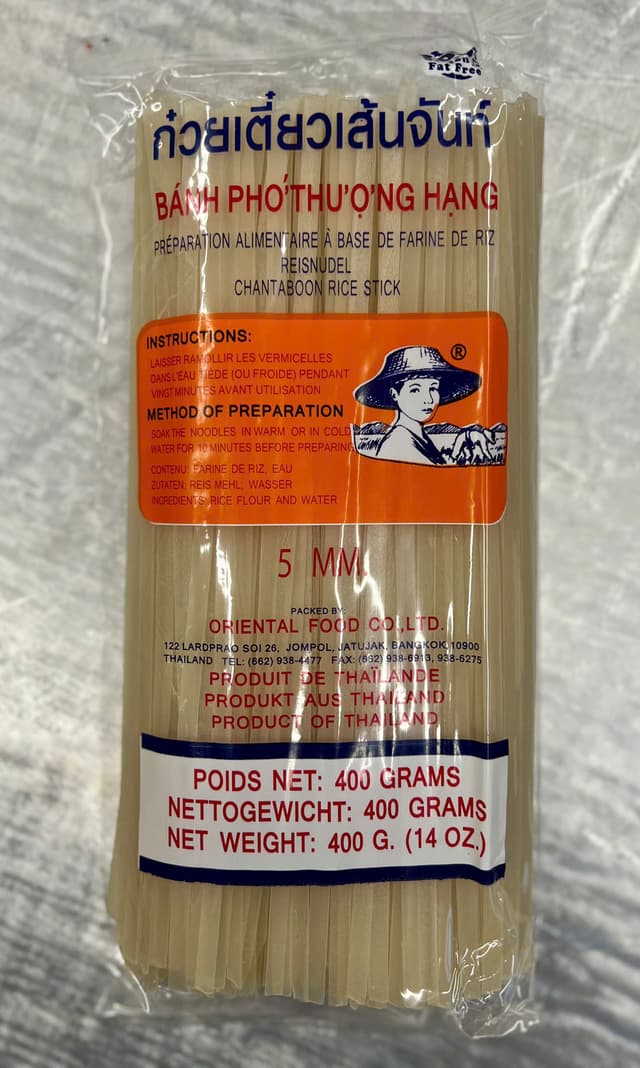 Fat Free
ก๋วยเตี๋ยวเส้นจันท์
BÁNH PHỞ THƯỢNG HẠNG
PRÉPARATION ALIMENTAIRE À BASE DE FARINE DE RIZ
REISNUDEL
CHANTABOON RICE STICK
INSTRUCTIONS:
LAISSER RAMOLLIR LES VERMICELLES
DANS L'EAU TIÈDE (OU FROIDE) PENDANT
VINGT MINUTES AVANT UTILISATION
METHOD OF PREPARATION
SOAK THE NOODLES IN WARM OR IN COLD
WATER FOR 10 MINUTES BEFORE PREPARING
CONTENU: FARINE DE RIZ, EAU
ZUTATEN: REIS MEHL, WASSER
INGREDIENTS: RICE FLOUR AND WATER
®
5 MM.
PACKED BY:
ORIENTAL FOOD CO.,LTD.
122 LARDPRAO SOI 26, JOMPOL, JATUJAK, BANGKOK 10900
THAILAND TEL: (662) 938-4477 FAX: (662) 938-6913, 938-6275
PRODUIT DE THAÏLANDE
PRODUKT AUS THAILAND
PRODUCT OF THAILAND
POIDS NET: 400 GRAMS
NETTOGEWICHT: 400 GRAMS
NET WEIGHT: 400 G. (14 OZ.)